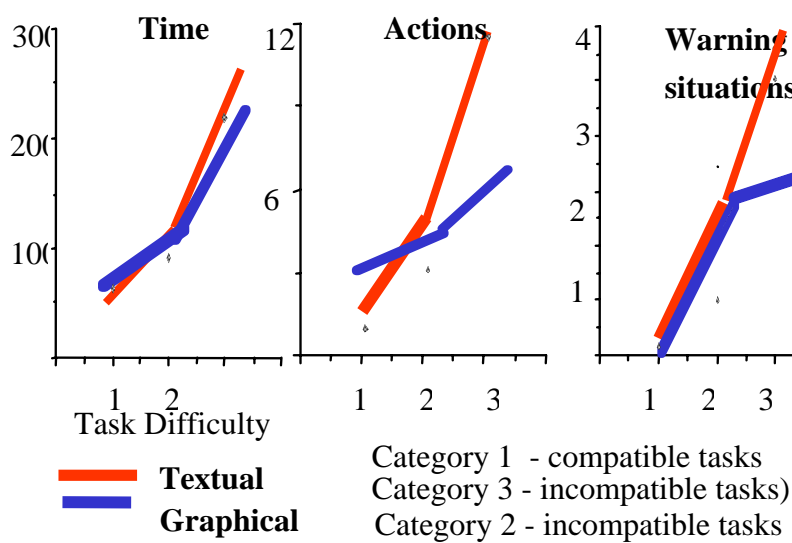 Time
Actions
Warning
situations
300
200
100
12
6
4
3
2
1
1 2
1 2 3
1 2 3
Task Difficulty
Textual
Graphical
Category 1 - compatible tasks
Category 3 - incompatible tasks)
Category 2 - incompatible tasks